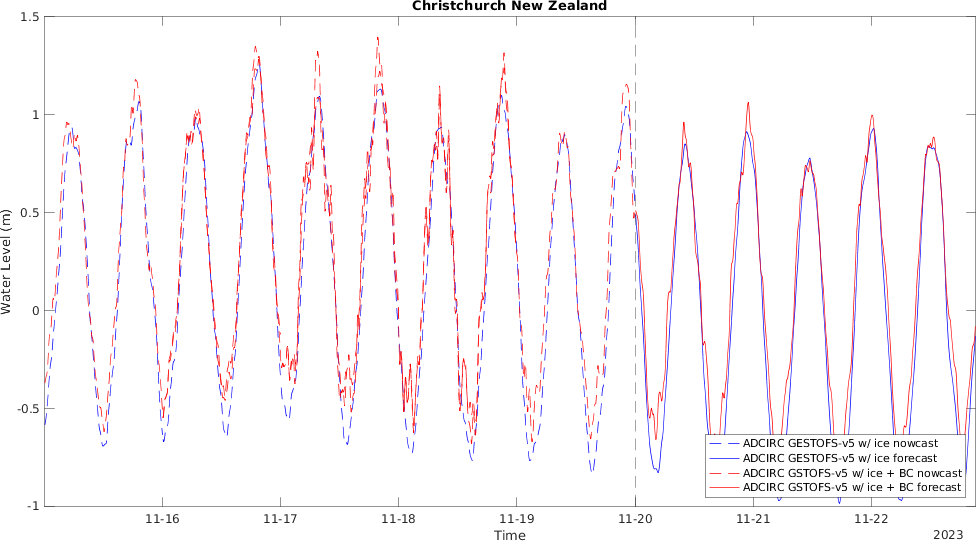 Christchurch New Zealand
1.5
1
0.5
0
-0.5
-1
Water Level (m)
11-16
11-17
11-18
11-19
11-20
11-21
11-22
Time
2023
ADCIRC GESTOFS-v5 w/ ice nowcast
ADCIRC GESTOFS-v5 w/ ice forecast
ADCIRC GSTOFS-v5 w/ ice + BC nowcast
ADCIRC GSTOFS-v5 w/ ice + BC forecast